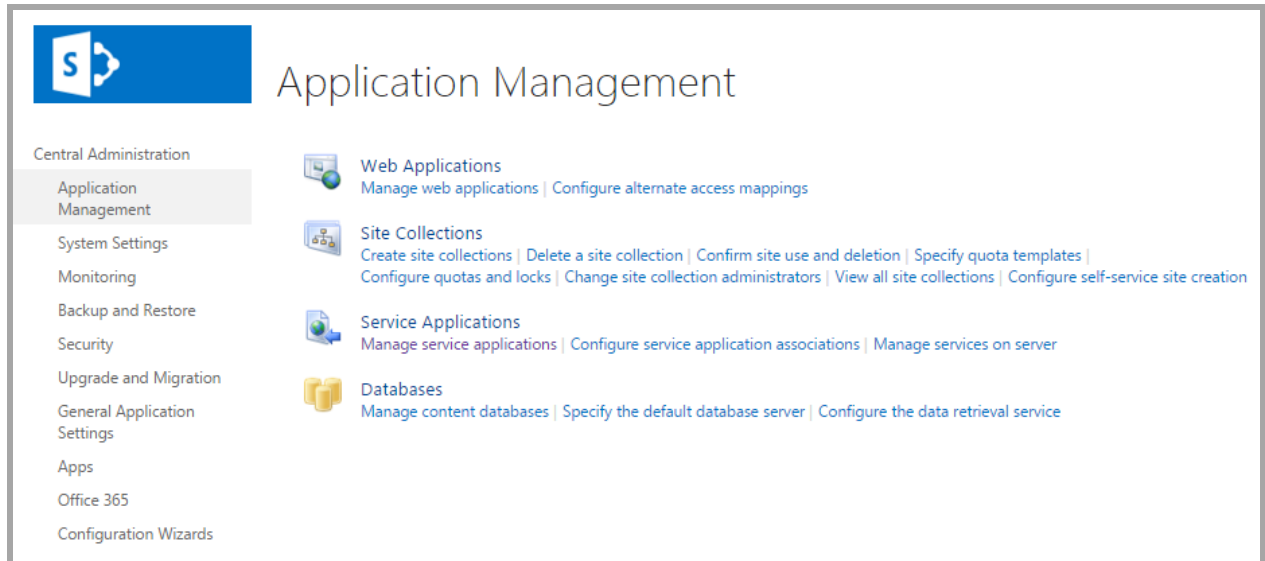 S
Application Management
Central Administration
Application
Management
System Settings
Monitoring
Backup and Restore
Security
Upgrade and Migration
General Application
Settings
Apps
Office 365
Configuration Wizards
Web Applications
Manage web applications | Configure alternate access mappings
Site Collections
Create site collections | Delete a site collection | Confirm site use and deletion | Specify quota templates |
Configure quotas and locks | Change site collection administrators | View all site collections | Configure self-service site creation
Service Applications
Manage service applications | Configure service application associations | Manage services on server
Databases
Manage content databases | Specify the default database server | Configure the data retrieval service